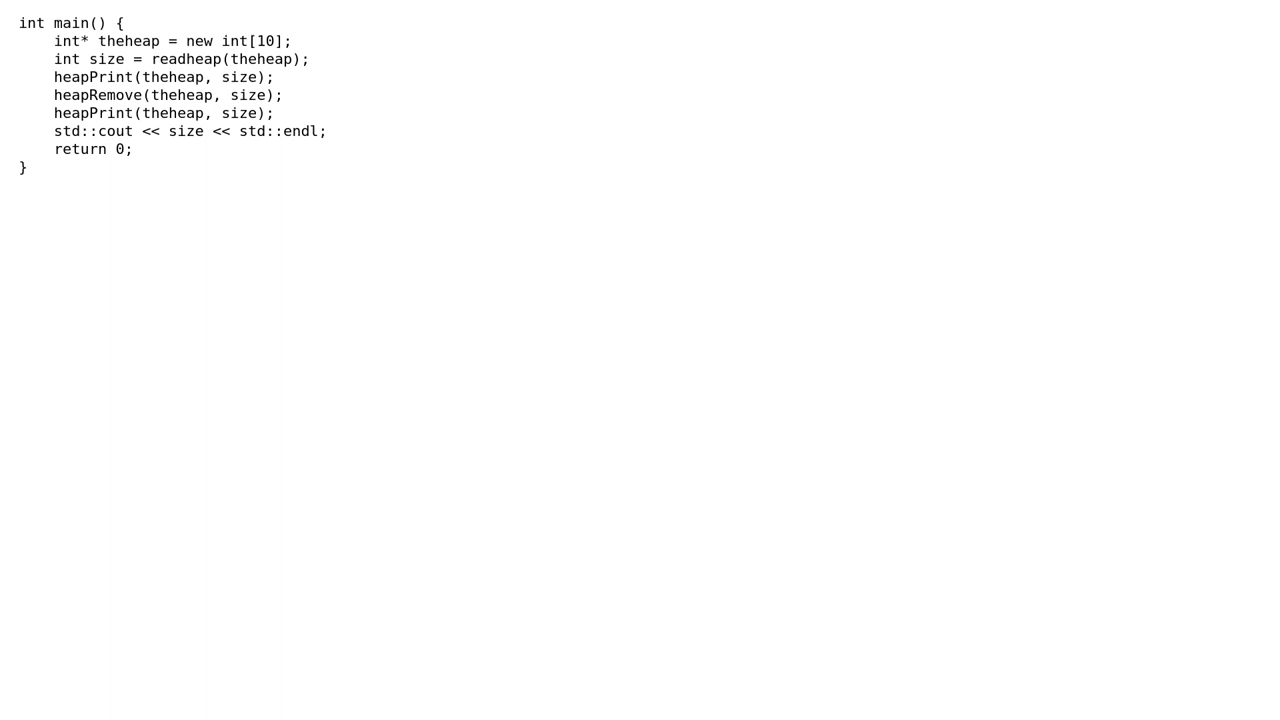 int main() {
    int* theheap = new int[10];
    int size = readheap(theheap);
    heapPrint(theheap, size);
    heapRemove(theheap, size);
    heapPrint(theheap, size);
    std::cout << size << std::endl;
    return 0;
}